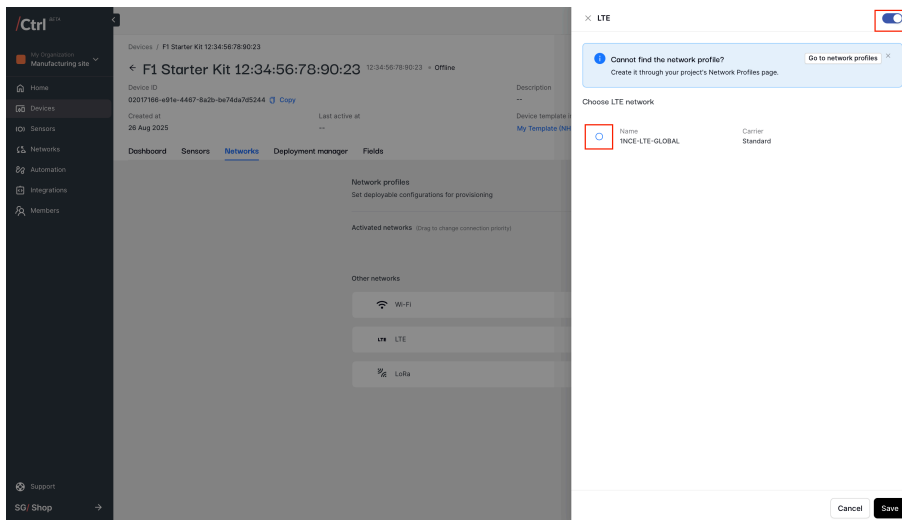 /Ctrl BETA
My Organization
Manufacturing site
Home
Devices
Sensors
Networks
Automation
Integrations
Members
Support
SG/ Shop
Devices / F1 Starter Kit 12:34:56:78:90:23
F1 Starter Kit 12:34:56:78:90:23 12:34:56:78:90:23 Offline
Device ID
02017166-e91e-4467-8a2b-be74da7d5244 Copy
Description
--
Created at
26 Aug 2025
Last active at
--
Device template
My Template (NH
Dashboard Sensors Networks Deployment manager Fields
Network profiles
Set deployable configurations for provisioning
Activated networks (Drag to change connection priority)
Other networks
Wi-Fi
LTE LTE
LoRa
LTE
Cannot find the network profile?
Create it through your project's Network Profiles page.
Go to network profiles
Choose LTE network
Name
1NCE-LTE-GLOBAL
Carrier
Standard
Cancel Save